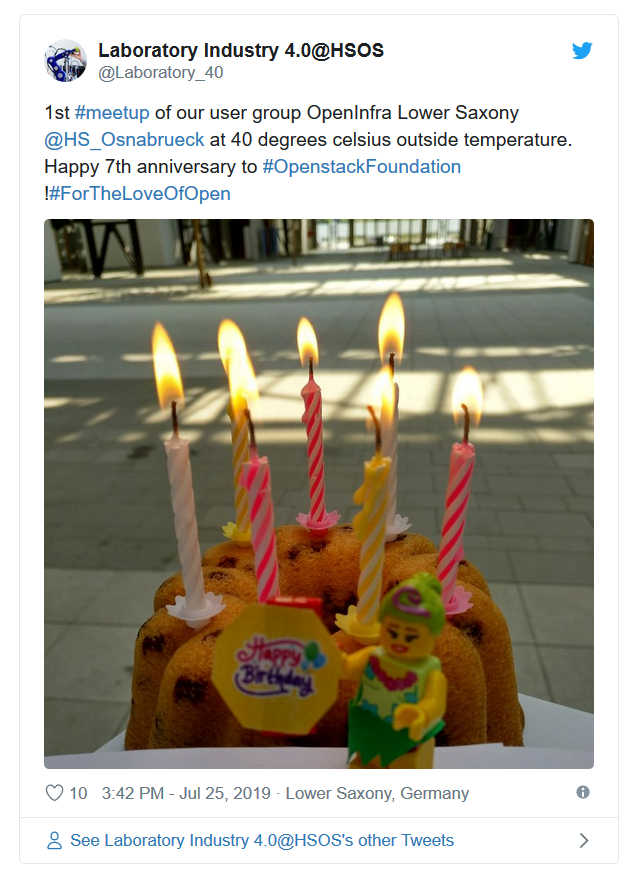 Laboratory Industry 4.0@HSOS
@Laboratory_40
1st #meetup of our user group OpenInfra Lower Saxony
@HS_Osnabrueck at 40 degrees celsius outside temperature.
Happy 7th anniversary to #OpenstackFoundation
!#ForTheLoveOfOpen
Happy
Birthday
10 3:42 PM - Jul 25, 2019 · Lower Saxony, Germany
See Laboratory Industry 4.0@HSOS's other Tweets